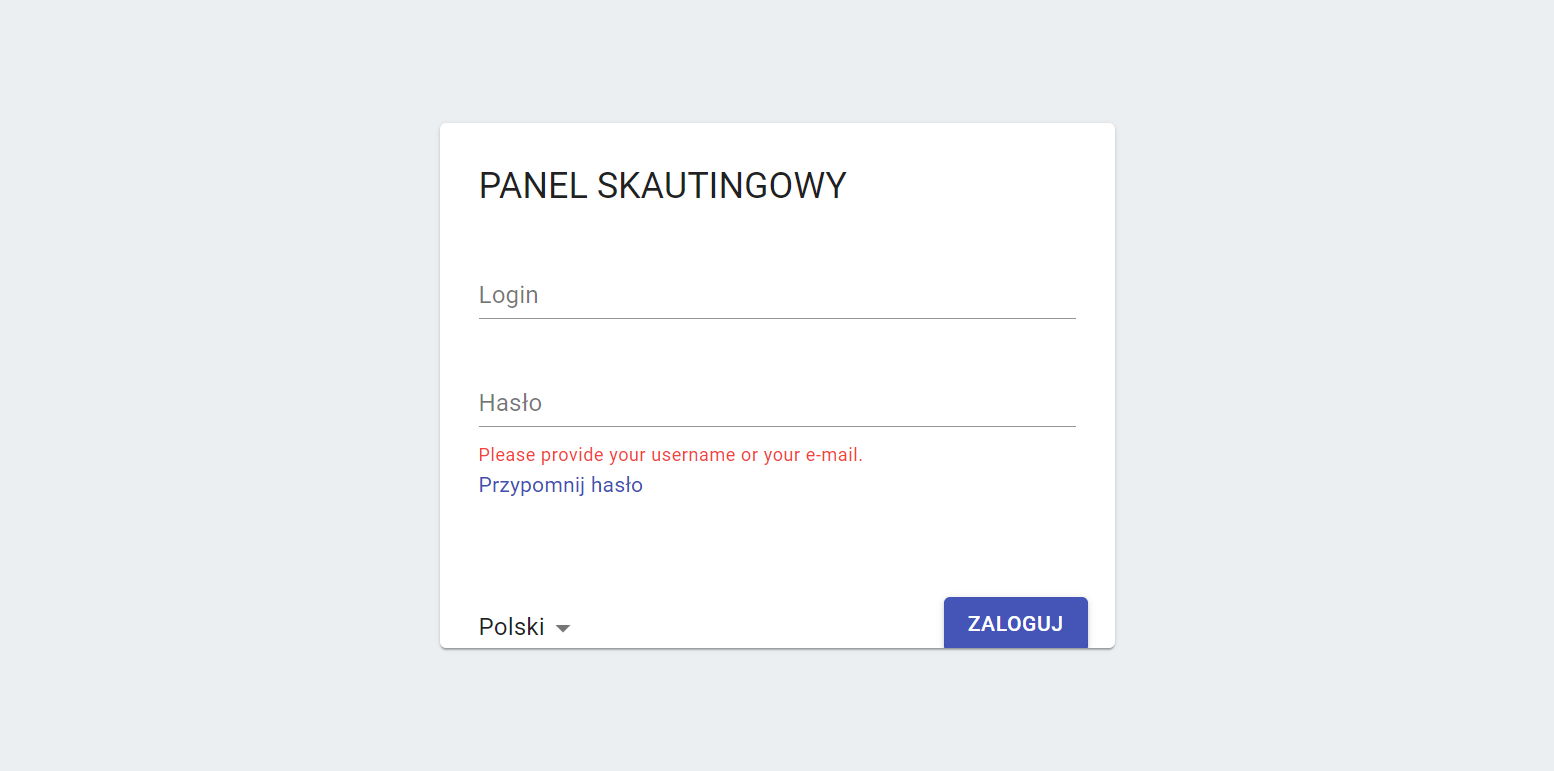 PANEL SKAUTINGOWY
Login
Hasło
Please provide your username or your e-mail.
Przypomnij hasło
Polski
ZALOGUJ